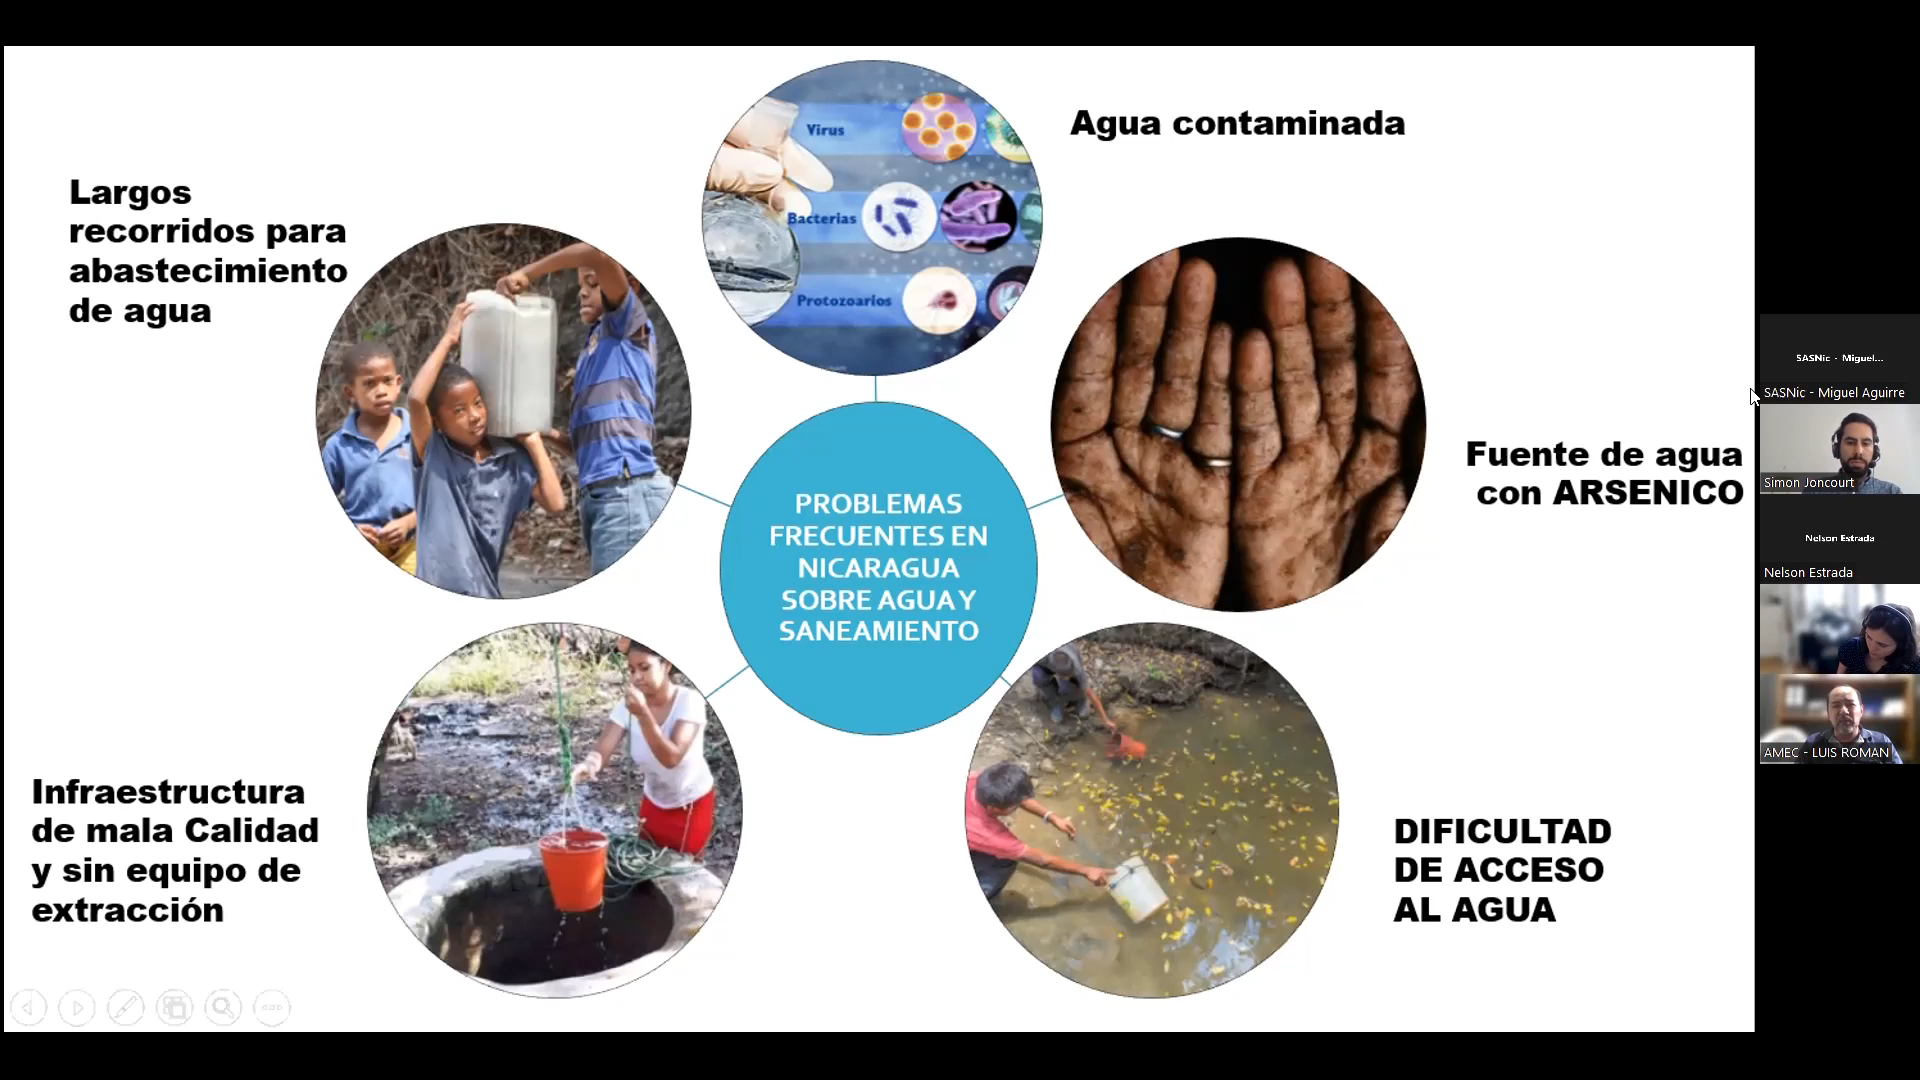 Agua contaminada
Virus
Bacterias
Protozoarios
Largos
recorridos para
abastecimiento
de agua
Fuente de agua
con ARSENICO
PROBLEMAS
FRECUENTES EN
NICARAGUA
SOBRE AGUA Y
SANEAMIENTO
Infraestructura
de mala Calidad
y sin equipo de
extracción
DIFICULTAD
DE ACCESO
AL AGUA
SASNic - Miguel...
SASNic - Miguel Aguirre
Simon Joncourt
Nelson Estrada
Nelson Estrada
AMEC - LUIS ROMAN